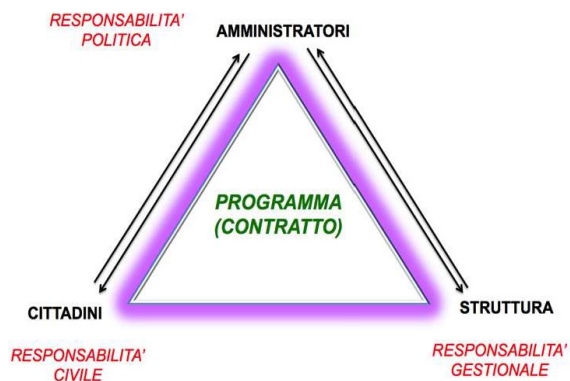 RESPONSABILITA'
POLITICA
AMMINISTRATORI
PROGRAMMA
(CONTRATTO)
CITTADINI
STRUTTURA
RESPONSABILITA'
CIVILE
RESPONSABILITA'
GESTIONALE